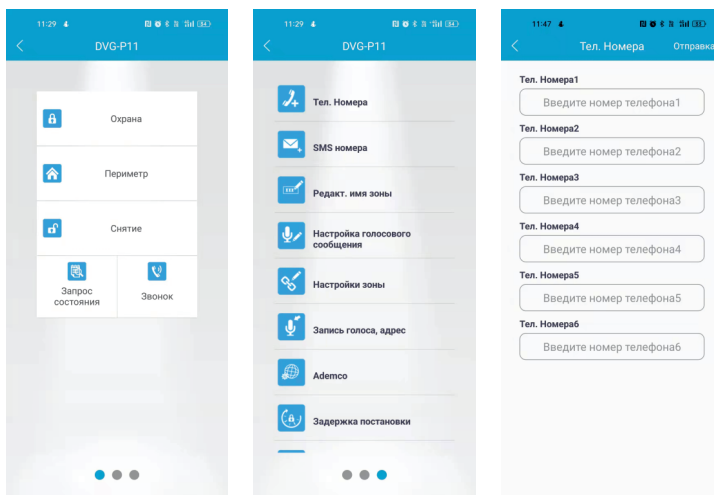 11:29
84
DVG-P11
Охрана
Периметр
Снятие
Запрос
состояния
Звонок
11:29
84
DVG-P11
Тел. Номера
SMS номера
Редакт. имя зоны
Настройка голосового
сообщения
Настройки зоны
Запись голоса, адрес
Ademco
Задержка постановки
11:47
Тел. Номера
Отправка
Тел. Номера1
Введите номер телефона1
Тел. Номера2
Введите номер телефона2
Тел. Номера3
Введите номер телефона3
Тел. Номера4
Введите номер телефона4
Тел. Номера5
Введите номер телефона5
Тел. Номера6
Введите номер телефона6